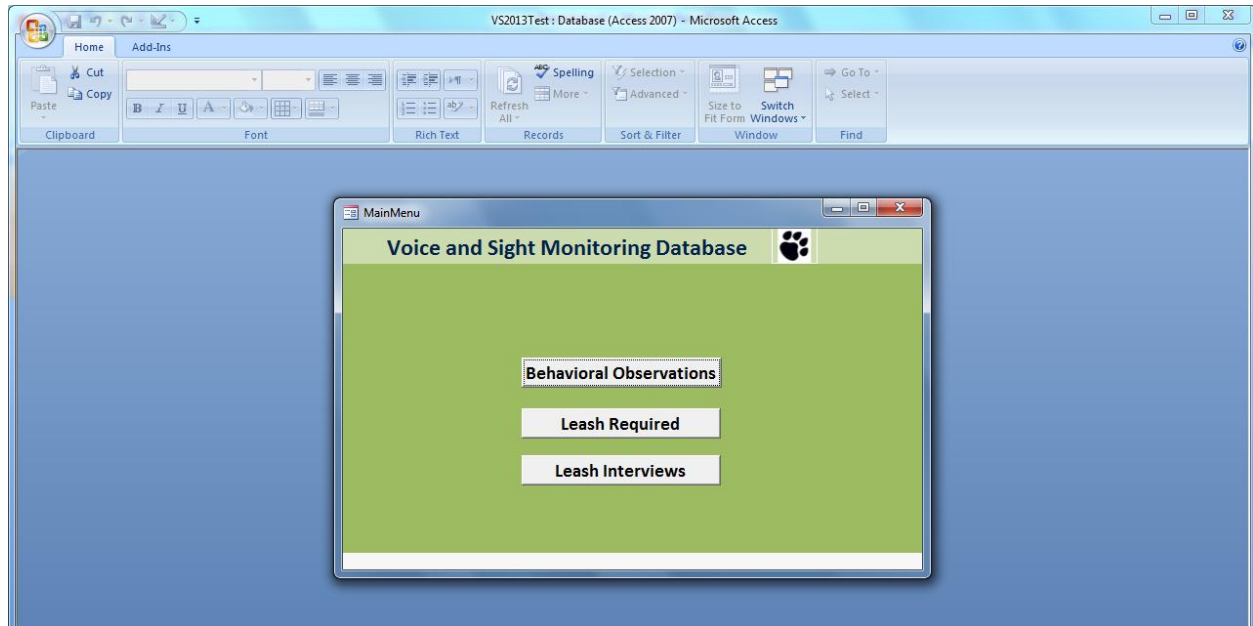 VS2013Test : Database (Access 2007) - Microsoft Access
Home Add-Ins
Paste
Cut
Copy
Clipboard
B I U A
Font
Rich Text
Refresh All
ABC
Spelling
More
Records
Selection
Advanced
Sort & Filter
Size to Fit Form
Switch Windows
Window
Go To
Select
Find
MainMenu
Voice and Sight Monitoring Database
Behavioral Observations
Leash Required
Leash Interviews